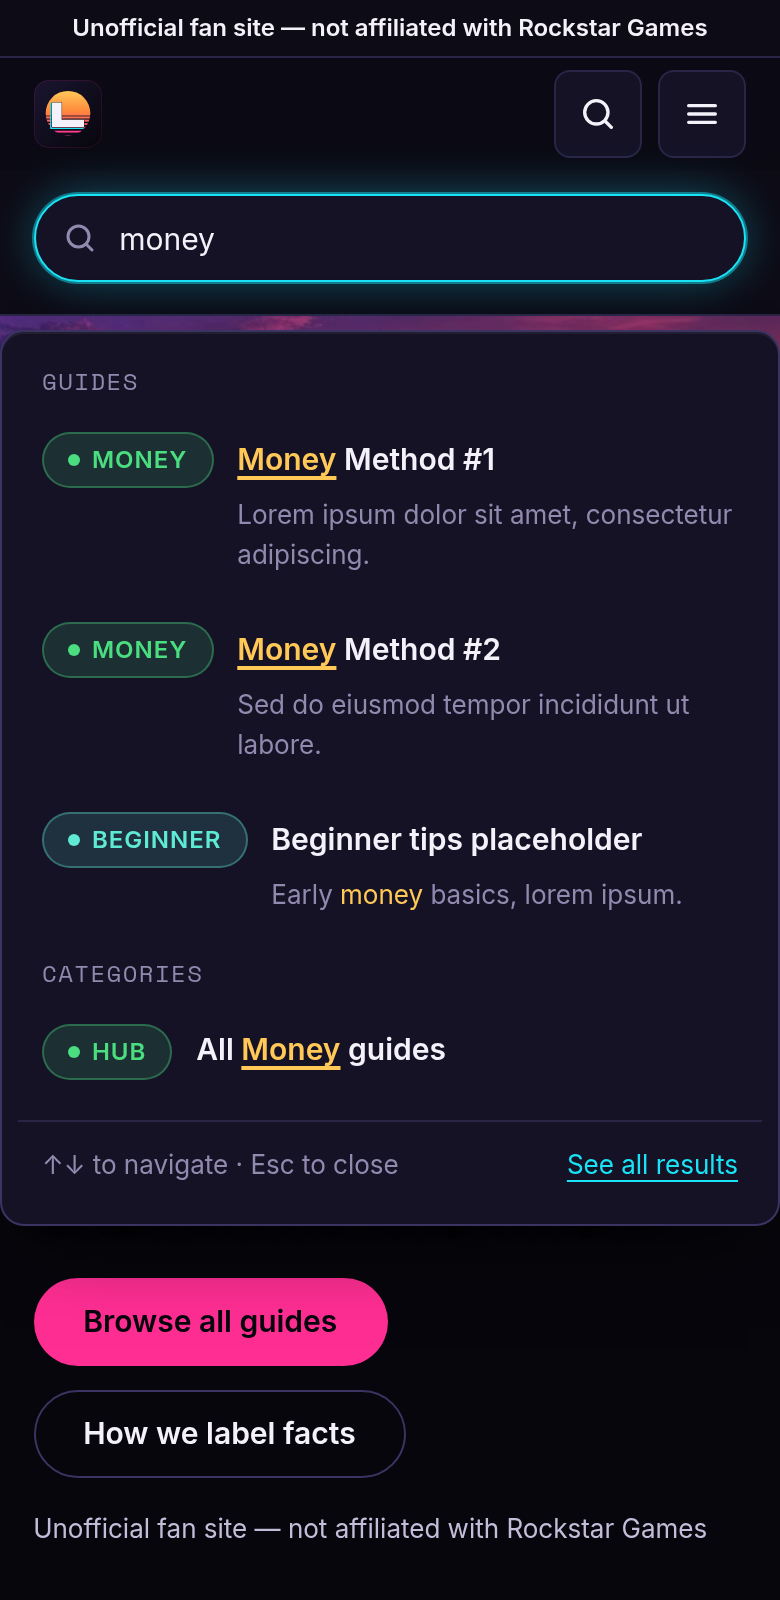 Unofficial fan site — not affiliated with Rockstar Games
L
money
GUIDES
MONEY
Money Method #1
Lorem ipsum dolor sit amet, consectetur
adipiscing.
MONEY
Money Method #2
Sed do eiusmod tempor incididunt ut
labore.
BEGINNER
Beginner tips placeholder
Early money basics, lorem ipsum.
CATEGORIES
HUB
All Money guides
↑↓ to navigate · Esc to close
See all results
Browse all guides
How we label facts
Unofficial fan site — not affiliated with Rockstar Games